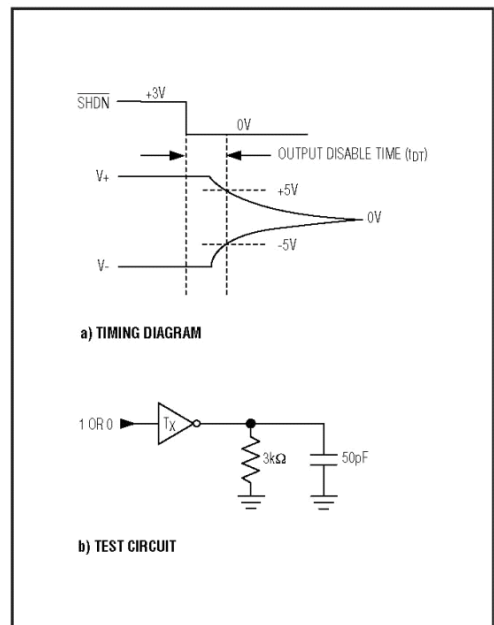 +3V
SHDN
0V
OUTPUT DISABLE TIME (tDT)
V+
+5V
0V
-5V
V-
a) TIMING DIAGRAM
1 OR 0
TX
3kΩ
50pF
b) TEST CIRCUIT